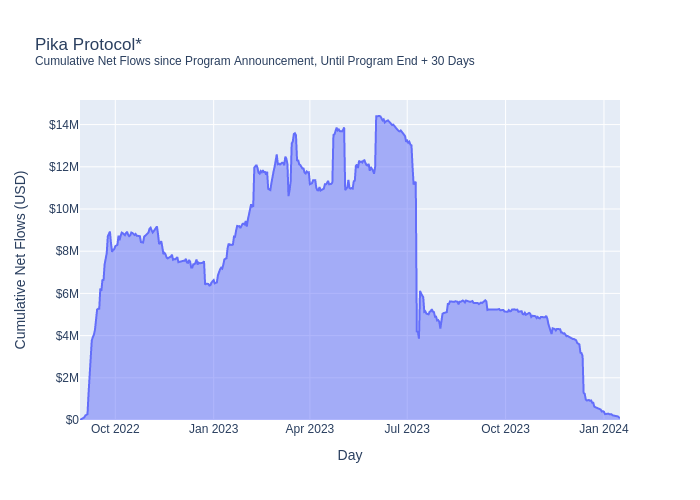 Pika Protocol*
Cumulative Net Flows since Program Announcement, Until Program End + 30 Days
Cumulative Net Flows (USD)
$14M
$12M
$10M
$8M
$6M
$4M
$2M
$0
Oct 2022
Jan 2023
Apr 2023
Jul 2023
Oct 2023
Jan 2024
Day